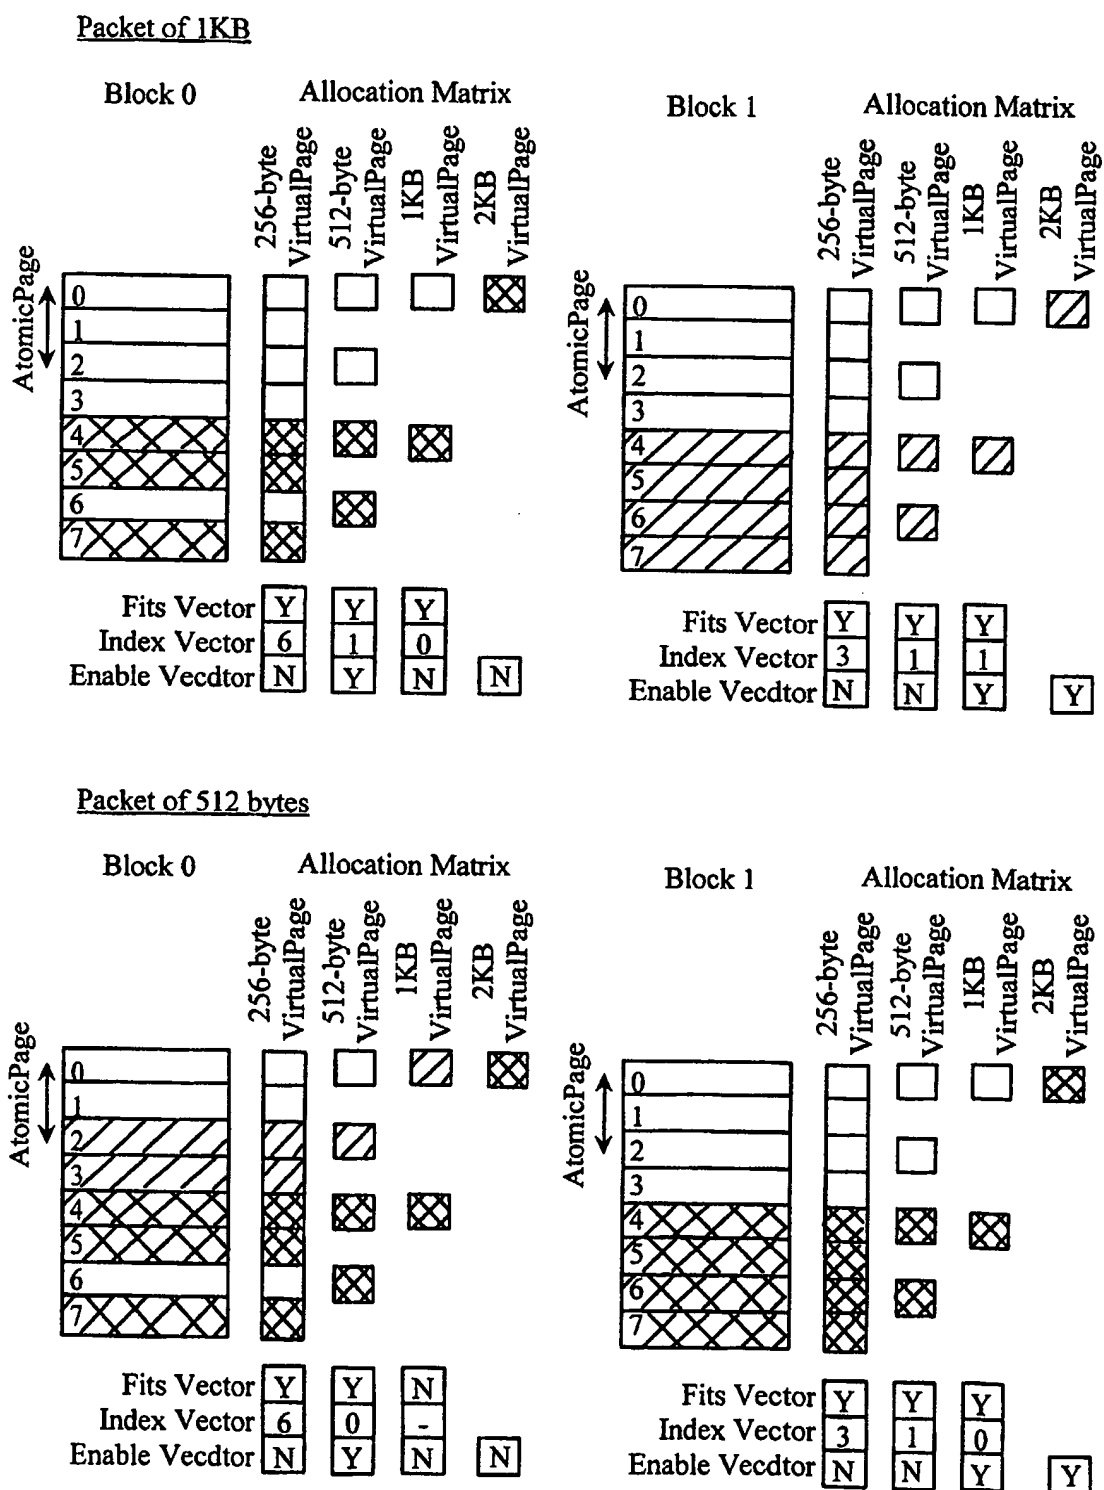 Packet of 1KB
Block 0
Allocation Matrix
256-byte
VirtualPage
512-byte
VirtualPage
1KB
VirtualPage
2KB
VirtualPage
AtomicPage
0
1
2
3
4
5
6
7
Fits Vector Y Y Y
Index Vector 6 1 0
Enable Vecdtor N Y N N
Block 1
Allocation Matrix
256-byte
VirtualPage
512-byte
VirtualPage
1KB
VirtualPage
2KB
VirtualPage
AtomicPage
0
1
2
3
4
5
6
7
Fits Vector Y Y Y
Index Vector 3 1 1
Enable Vecdtor N N Y Y
Packet of 512 bytes
Block 0
Allocation Matrix
256-byte
VirtualPage
512-byte
VirtualPage
1KB
VirtualPage
2KB
VirtualPage
AtomicPage
0
1
2
3
4
5
6
7
Fits Vector Y Y N
Index Vector 6 0 -
Enable Vecdtor N Y N N
Block 1
Allocation Matrix
256-byte
VirtualPage
512-byte
VirtualPage
1KB
VirtualPage
2KB
VirtualPage
AtomicPage
0
1
2
3
4
5
6
7
Fits Vector Y Y Y
Index Vector 3 1 0
Enable Vecdtor N N Y Y